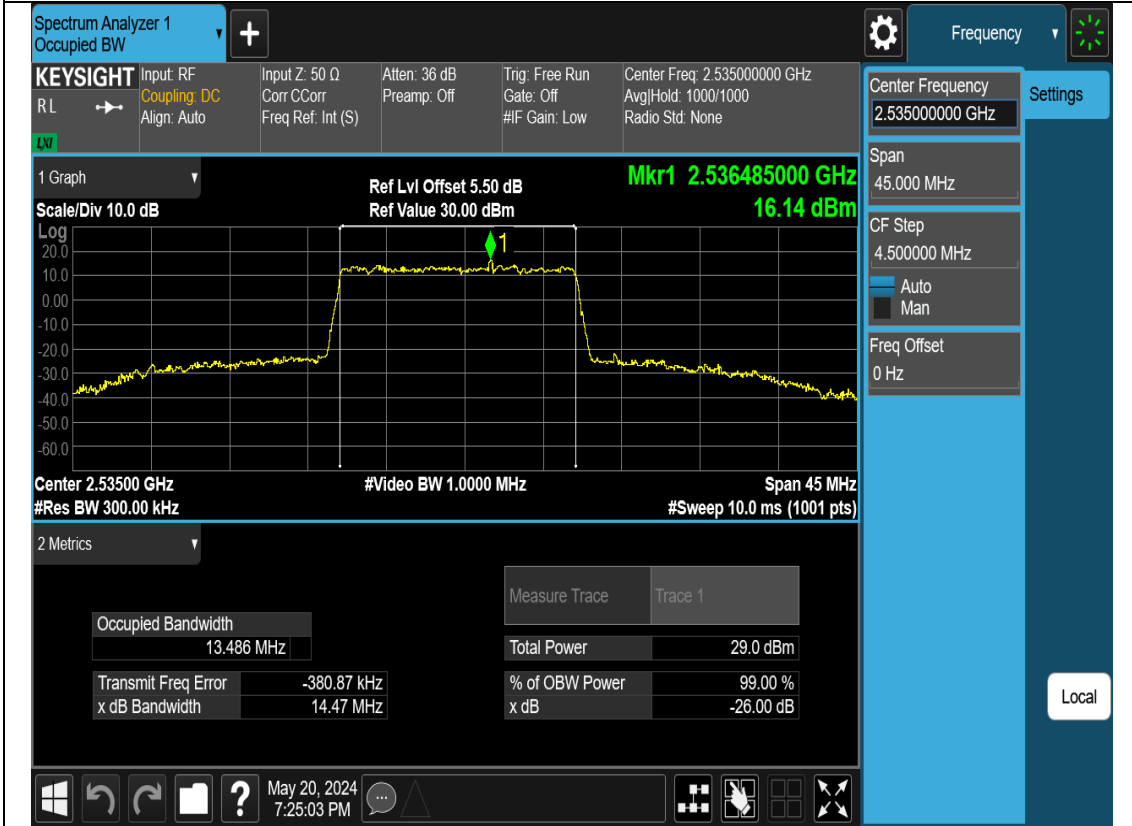 Spectrum Analyzer 1
Occupied BW
Frequency
KEYSIGHT
R L
LXI
Input: RF
Coupling: DC
Align: Auto
Input Z: 50 Ω
Corr CCorr
Freq Ref: Int (S)
Atten: 36 dB
Preamp: Off
Trig: Free Run
Gate: Off
#IF Gain: Low
Center Freq: 2.535000000 GHz
Avg|Hold: 1000/1000
Radio Std: None
1 Graph
Scale/Div 10.0 dB
Ref Lvl Offset 5.50 dB
Ref Value 30.00 dBm
Mkr1 2.536485000 GHz
16.14 dBm
Log
20.0
10.0
0.00
-10.0
-20.0
-30.0
-40.0
-50.0
-60.0
1
Center 2.53500 GHz
#Res BW 300.00 kHz
#Video BW 1.0000 MHz
Span 45 MHz
#Sweep 10.0 ms (1001 pts)
2 Metrics
Measure Trace Trace 1
Occupied Bandwidth
13.486 MHz
Total Power 29.0 dBm
Transmit Freq Error -380.87 kHz
x dB Bandwidth 14.47 MHz
% of OBW Power 99.00 %
x dB -26.00 dB
Center Frequency
2.535000000 GHz
Settings
Span
45.000 MHz
CF Step
4.500000 MHz
Auto
Man
Freq Offset
0 Hz
Local
?
May 20, 2024
7:25:03 PM